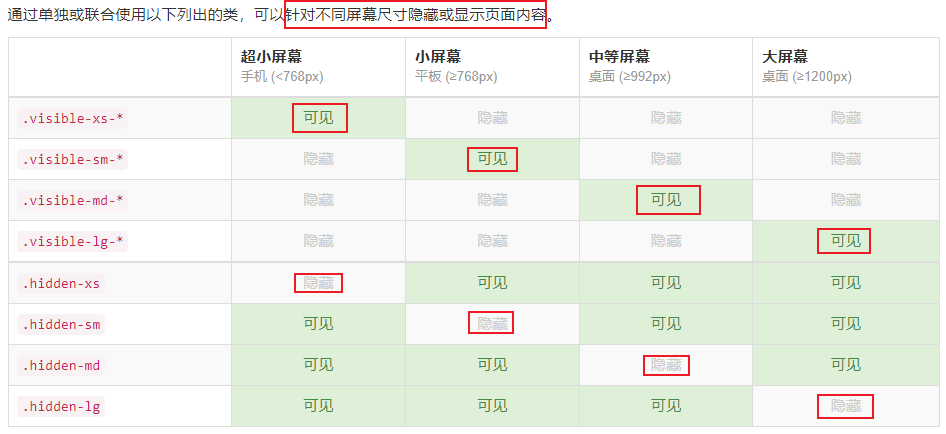 通过单独或联合使用以下列出的类，可以针对不同屏幕尺寸隐藏或显示页面内容。
超小屏幕 小屏幕 中等屏幕 大屏幕
手机 (<768px) 平板 (≥768px) 桌面 (≥992px) 桌面 (≥1200px)
.visible-xs-* 可见 隐藏 隐藏 隐藏
.visible-sm-* 隐藏 可见 隐藏 隐藏
.visible-md-* 隐藏 隐藏 可见 隐藏
.visible-lg-* 隐藏 隐藏 隐藏 可见
.hidden-xs 隐藏 可见 可见 可见
.hidden-sm 可见 隐藏 可见 可见
.hidden-md 可见 可见 隐藏 可见
.hidden-lg 可见 可见 可见 隐藏